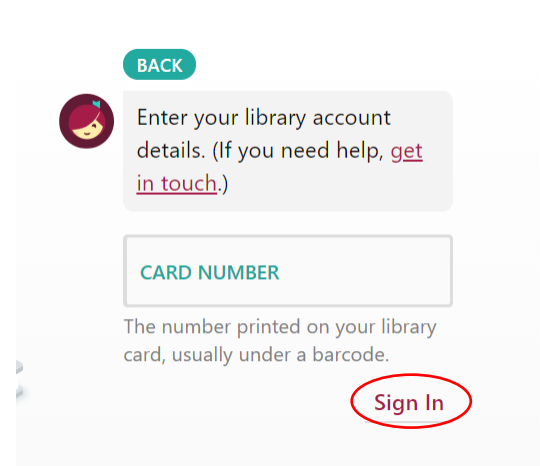 BACK
Enter your library account
details. (If you need help, get
in touch.)
CARD NUMBER
The number printed on your library
card, usually under a barcode.
Sign In